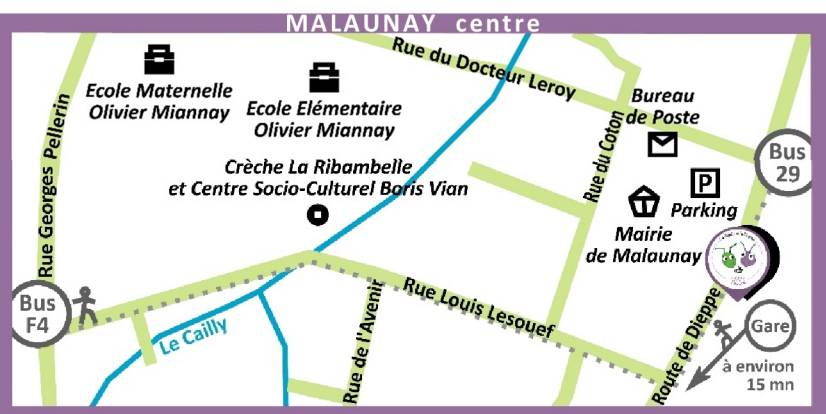 MALAUNAY centre
Rue du Docteur Leroy
Ecole Maternelle
Olivier Miannay
Ecole Elémentaire
Olivier Miannay
Bureau
de Poste
Rue Georges Pellerin
Rue du Coton
Bus
29
Crèche La Ribambelle
et Centre Socio-Culturel Boris Vian
P
Parking
Mairie
de Malaunay
Bus
F4
Le Cailly
Rue de l'Avenir
Rue Louis Lesouef
Route de Dieppe
Gare
à environ
15 mn